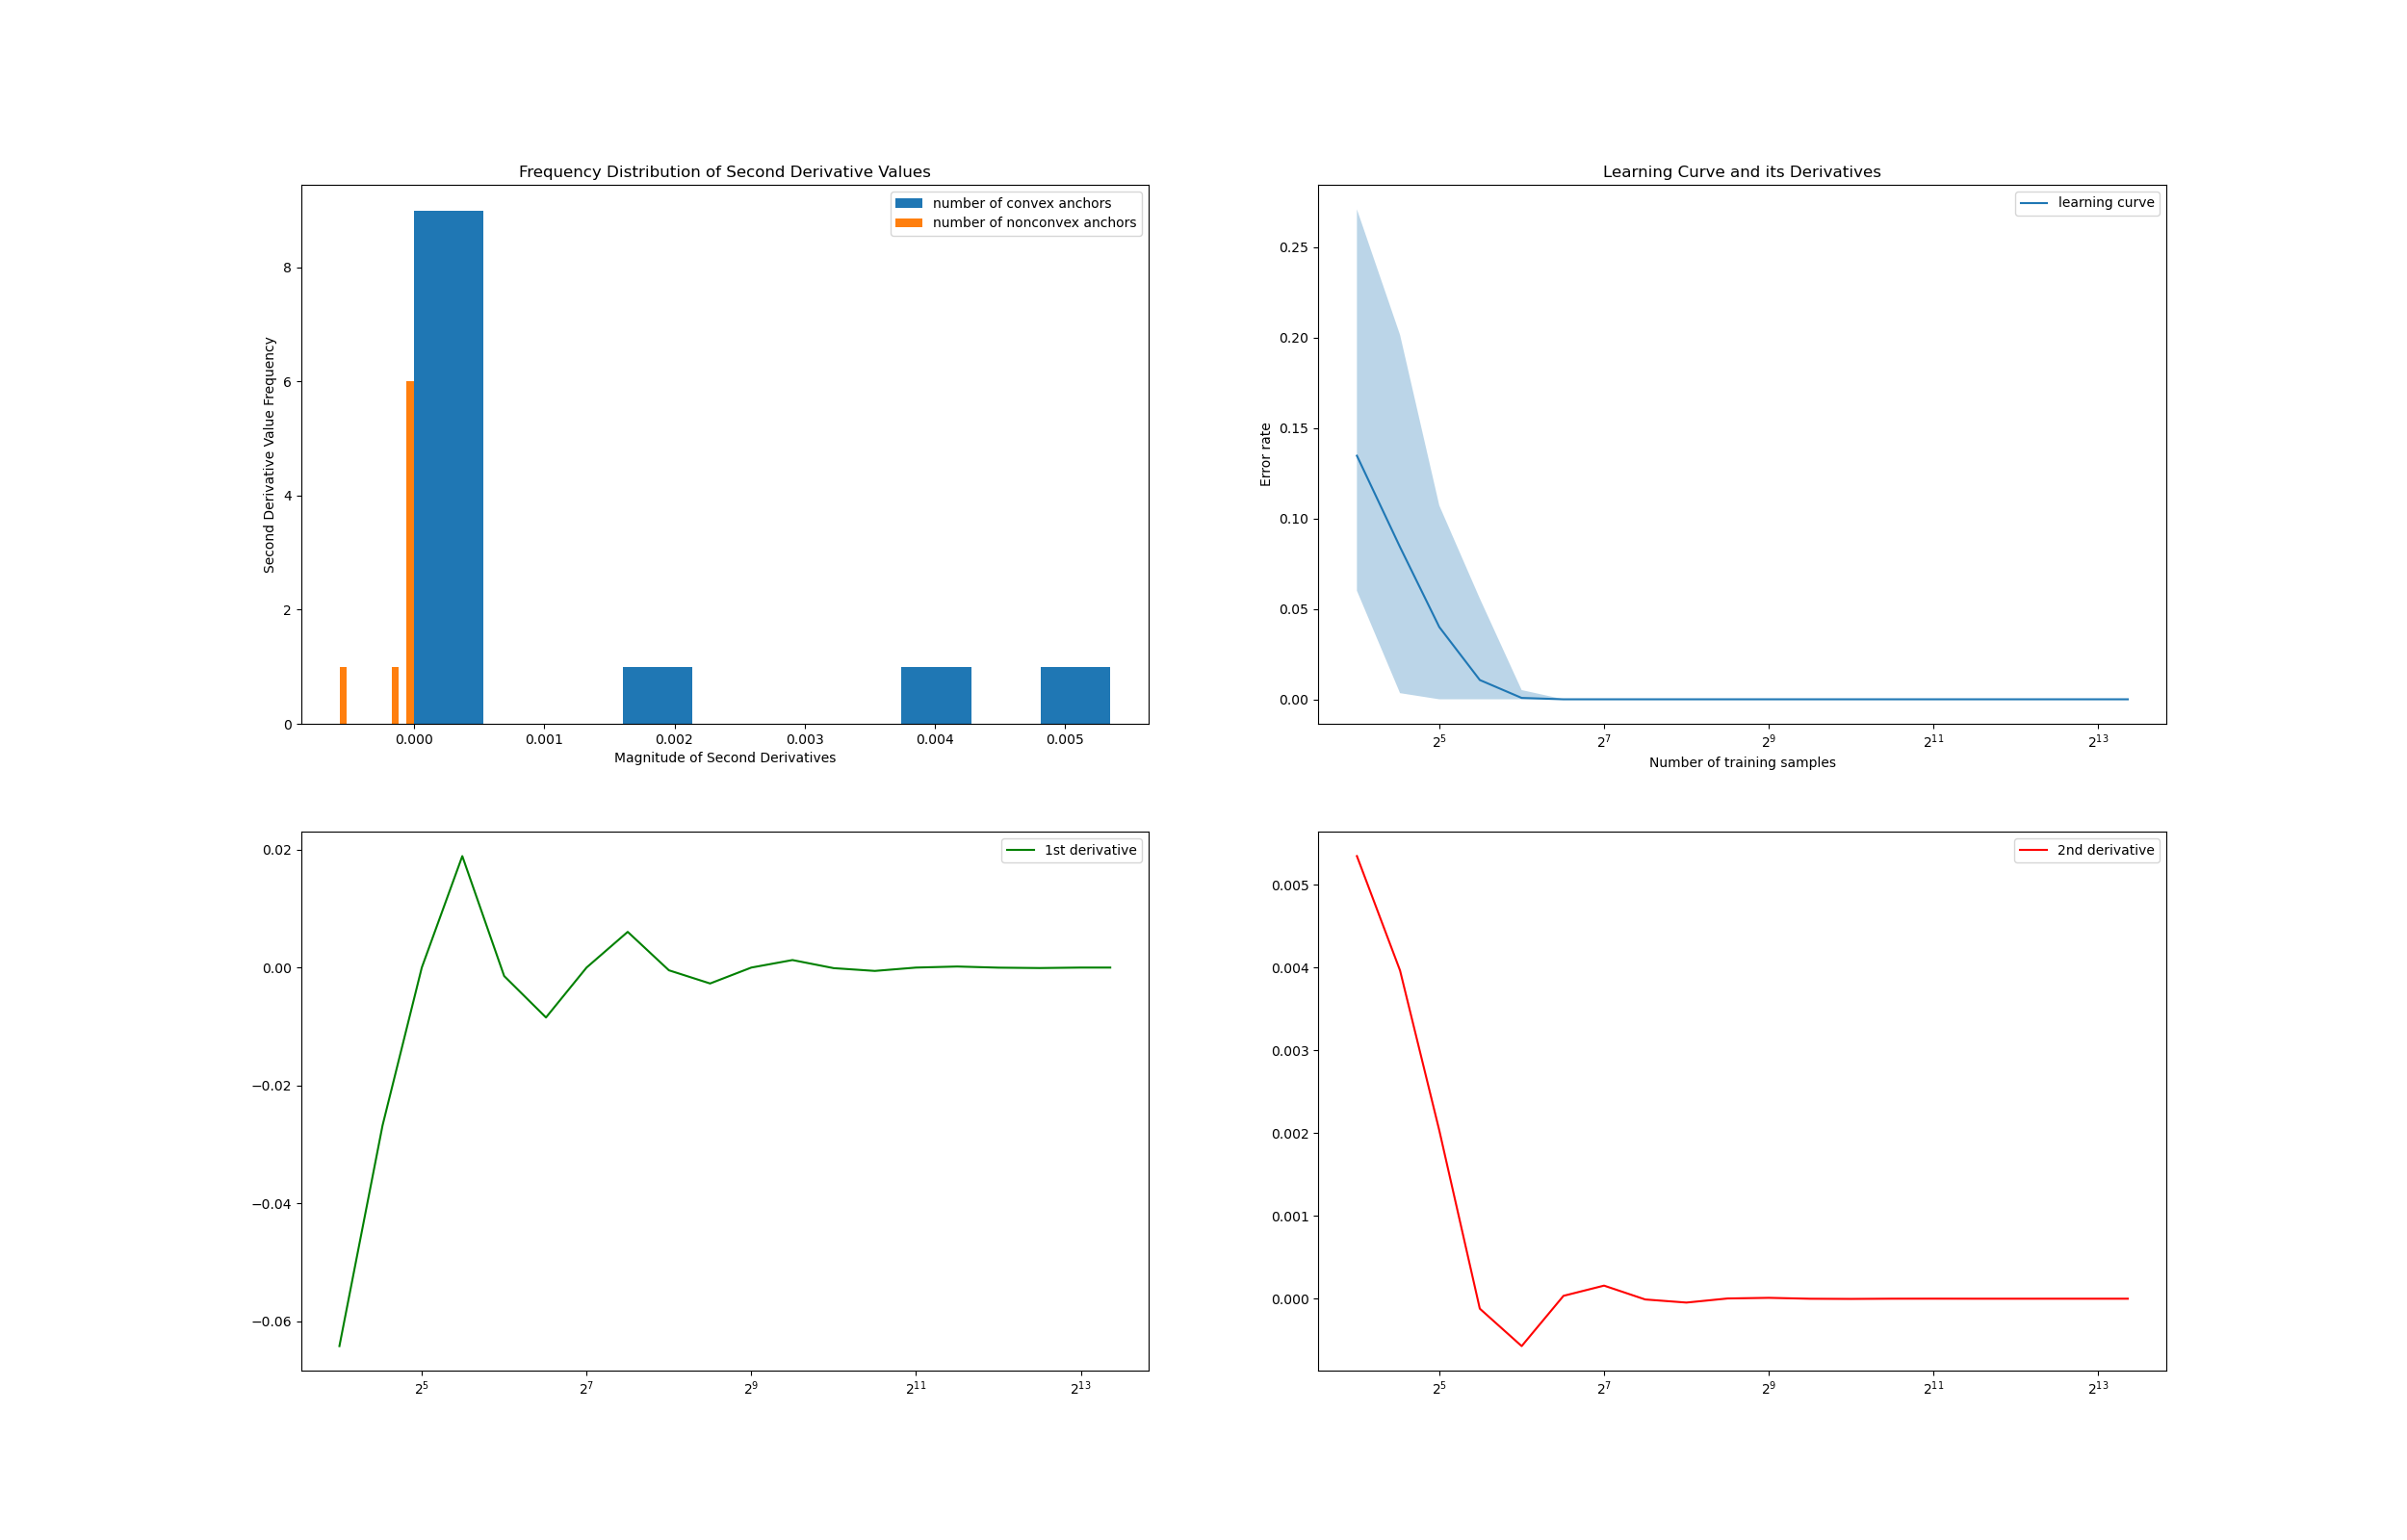 Frequency Distribution of Second Derivative Values
number of convex anchors
number of nonconvex anchors
Second Derivative Value Frequency
8
6
4
2
0
0.000 0.001 0.002 0.003 0.004 0.005
Magnitude of Second Derivatives
Learning Curve and its Derivatives
learning curve
Error rate
0.25
0.20
0.15
0.10
0.05
0.00
2^5 2^7 2^9 2^11 2^13
Number of training samples
1st derivative
0.02
0.00
−0.02
−0.04
−0.06
2^5 2^7 2^9 2^11 2^13
2nd derivative
0.005
0.004
0.003
0.002
0.001
0.000
2^5 2^7 2^9 2^11 2^13